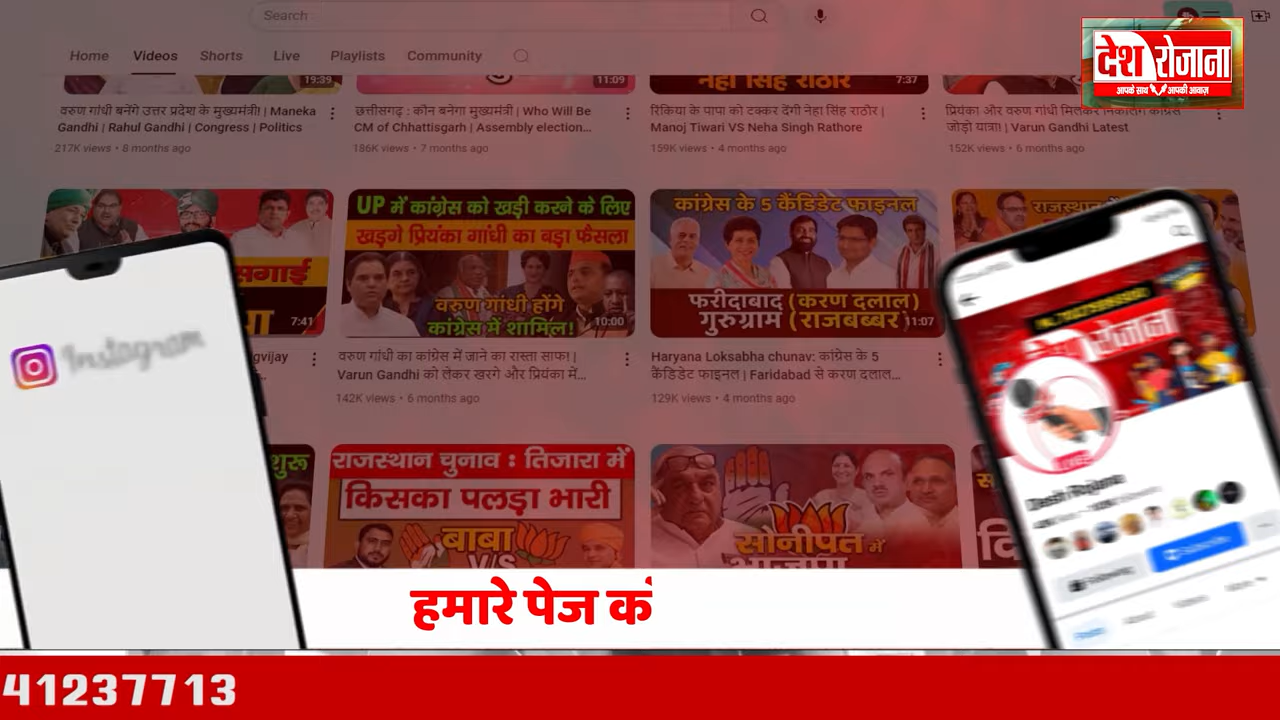 Search
देश रोजाना
आपके साथ आपकी आवाज़
Home Videos Shorts Live Playlists Community
19:39
11:09
नेहा सिंह राठौर
7:37
वरुण गांधी बनेंगे उत्तर प्रदेश के मुख्यमंत्री! | Maneka
Gandhi | Rahul Gandhi | Congress | Politics
217K views • 8 months ago
छत्तीसगढ़ : कौन बनेगा मुख्यमंत्री | Who Will Be
CM of Chhattisgarh | Assembly election...
186K views • 7 months ago
रिंकिया के पापा को टक्कर देंगी नेहा सिंह राठौर |
Manoj Tiwari VS Neha Singh Rathore
159K views • 4 months ago
प्रियंका और वरुण गांधी मिलकर निकालेंगे कांग्रेस
जोड़ो यात्रा! | Varun Gandhi Latest
152K views • 6 months ago
सगाई
7:41
UP में कांग्रेस को खड़ी करने के लिए
खड़गे प्रियंका गांधी का बड़ा फैसला
वरुण गांधी होंगे
कांग्रेस में शामिल!
10:00
कांग्रेस के 5 कैंडिडेट फाइनल
फरीदाबाद (करण दलाल)
गुरुग्राम (राजबब्बर
11:07
राजस्थान
gvijay
वरुण गांधी का कांग्रेस में जाने का रास्ता साफ! |
Varun Gandhi को लेकर खरगे और प्रियंका में...
142K views • 6 months ago
Haryana Loksabha chunav: कांग्रेस के 5
कैंडिडेट फाइनल | Faridabad से करण दलाल...
129K views • 4 months ago
Instagram
रोजाना
शुरू
राजस्थान चुनाव : तिजारा में
किसका पलड़ा भारी
बाबा
V/S
सोनीपत में
हमारे पेज कं
41237713